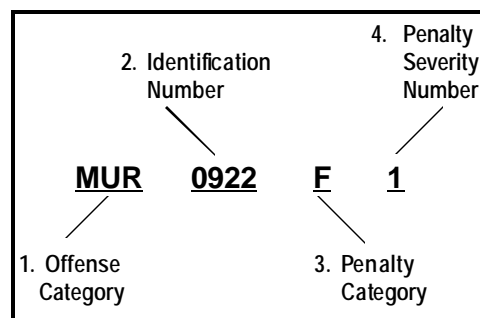 4. Penalty
Severity
Number
2. Identification
Number
MUR 0922 F 1
1. Offense
Category
3. Penalty
Category